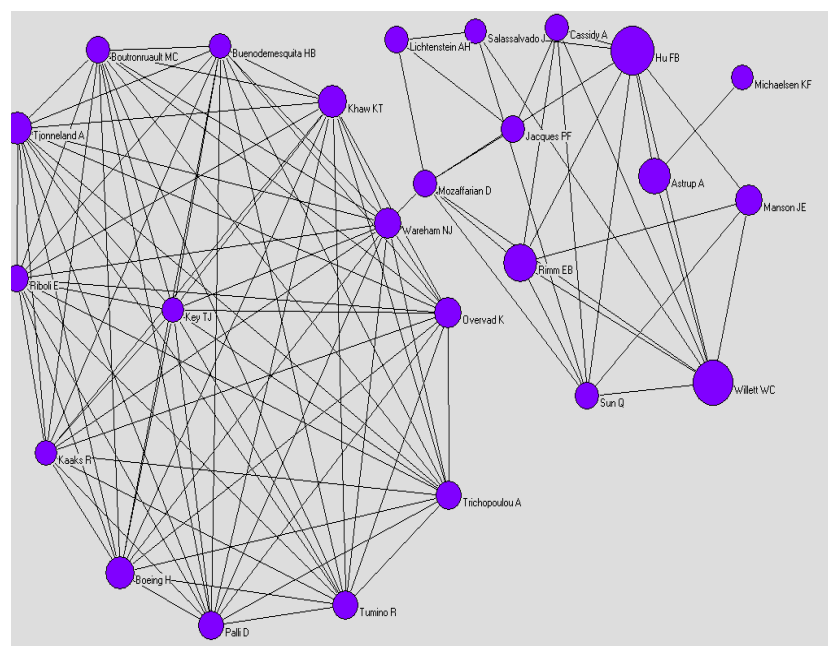 Cassidy A
Salassalvado J
Lichtenstein AH
Buenodemesquita HB
Boutronruault MC
Hu FB
Michaelsen KF
Khaw KT
Tjonneland A
Jacques PF
Astrup A
Mozaffarian D
Manson JE
Wareham NJ
Rimm EB
Riboli E
Key TJ
Overvad K
Willett WC
Sun Q
Kaaks R
Trichopoulou A
Boeing H
Tumino R
Palli D